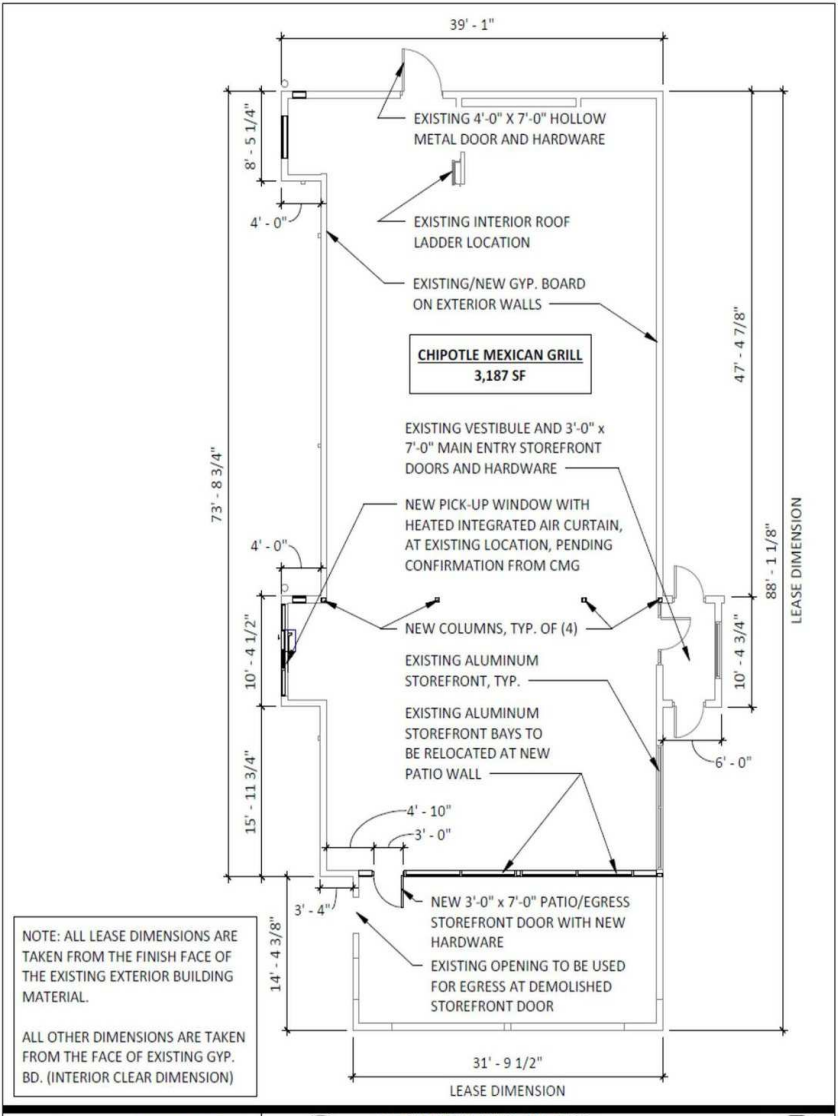 39' - 1"
8' - 5 1/4"
EXISTING 4'-0" X 7'-0" HOLLOW
METAL DOOR AND HARDWARE
4' - 0"
EXISTING INTERIOR ROOF
LADDER LOCATION
EXISTING/NEW GYP. BOARD
ON EXTERIOR WALLS
47' - 4 7/8"
CHIPOTLE MEXICAN GRILL
3,187 SF
73' - 8 3/4"
EXISTING VESTIBULE AND 3'-0" x
7'-0" MAIN ENTRY STOREFRONT
DOORS AND HARDWARE
NEW PICK-UP WINDOW WITH
HEATED INTEGRATED AIR CURTAIN,
AT EXISTING LOCATION, PENDING
CONFIRMATION FROM CMG
4' - 0"
88' - 1 1/8"
LEASE DIMENSION
NEW COLUMNS, TYP. OF (4)
10' - 4 1/2"
10' - 4 3/4"
EXISTING ALUMINUM
STOREFRONT, TYP.
EXISTING ALUMINUM
STOREFRONT BAYS TO
BE RELOCATED AT NEW
PATIO WALL
6' - 0"
15' - 11 3/4"
4' - 10"
3' - 0"
3' - 4"
NEW 3'-0" x 7'-0" PATIO/EGRESS
STOREFRONT DOOR WITH NEW
HARDWARE
EXISTING OPENING TO BE USED
FOR EGRESS AT DEMOLISHED
STOREFRONT DOOR
14' - 4 3/8"
NOTE: ALL LEASE DIMENSIONS ARE
TAKEN FROM THE FINISH FACE OF
THE EXISTING EXTERIOR BUILDING
MATERIAL.
ALL OTHER DIMENSIONS ARE TAKEN
FROM THE FACE OF EXISTING GYP.
BD. (INTERIOR CLEAR DIMENSION)
31' - 9 1/2"
LEASE DIMENSION